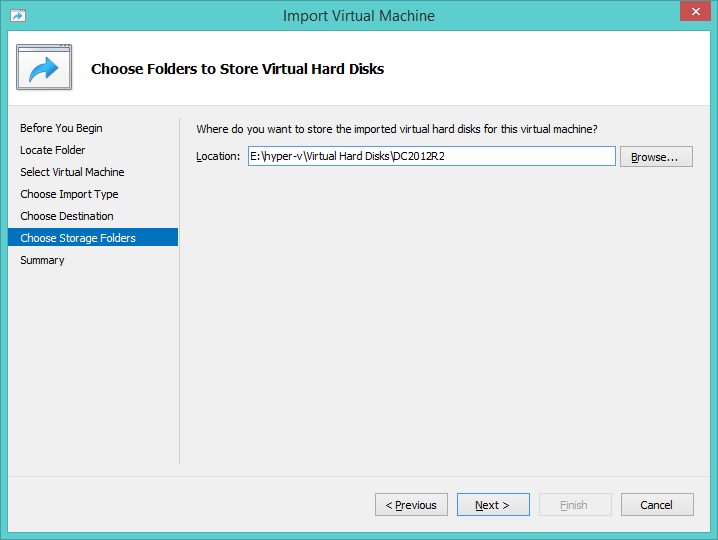 Import Virtual Machine
Choose Folders to Store Virtual Hard Disks
Before You Begin
Locate Folder
Select Virtual Machine
Choose Import Type
Choose Destination
Choose Storage Folders
Summary
Where do you want to store the imported virtual hard disks for this virtual machine?
Location: E:\hyper-v\Virtual Hard Disks\DC2012R2 Browse...
< Previous Next > Finish Cancel